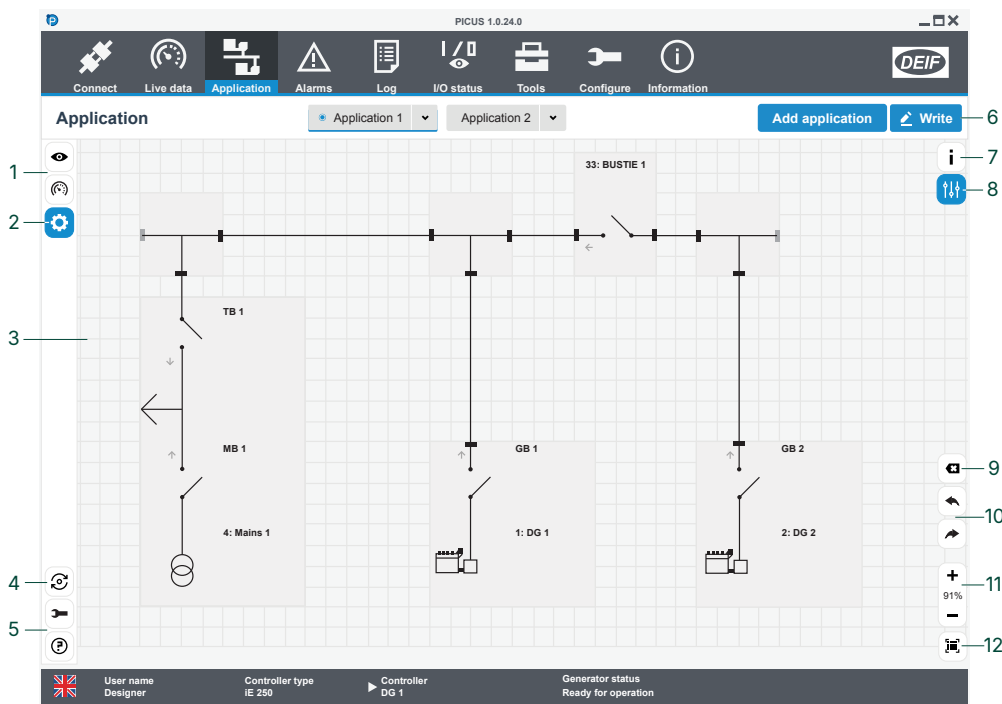 PICUS 1.0.24.0
Connect Live data Application Alarms Log I/O status Tools Configure Information
DEIF
Application
Application 1
Application 2
Add application
Write
6
1
2
3
4
5
7
8
9
10
11
12
33: BUSTIE 1
TB 1
MB 1
GB 1
GB 2
4: Mains 1
1: DG 1
2: DG 2
91%
User name
Designer
Controller type
iE 250
Controller
DG 1
Generator status
Ready for operation